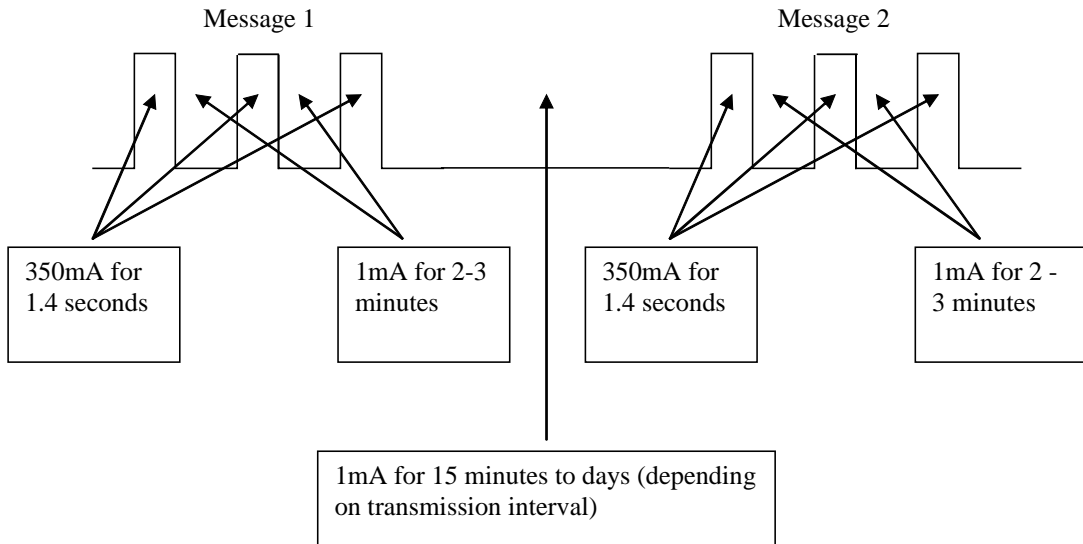 Message 1
Message 2
350mA for
1.4 seconds
1mA for 2-3
minutes
350mA for
1.4 seconds
1mA for 2 -
3 minutes
1mA for 15 minutes to days (depending
on transmission interval)